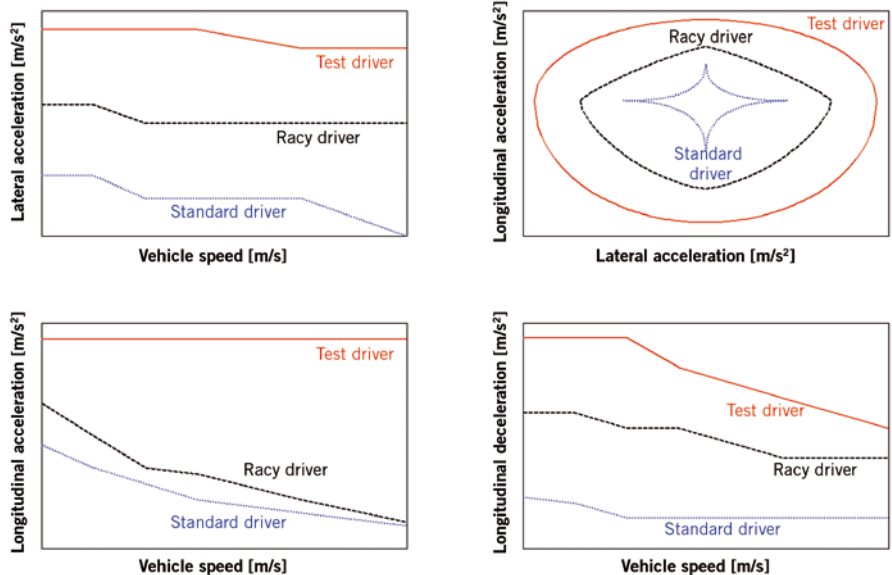 Lateral acceleration [m/s²]
Test driver
Racy driver
Standard driver
Vehicle speed [m/s]
Longitudinal acceleration [m/s²]
Test driver
Racy driver
Standard
driver
Lateral acceleration [m/s²]
Longitudinal acceleration [m/s²]
Test driver
Racy driver
Standard driver
Vehicle speed [m/s]
Longitudinal deceleration [m/s²]
Test driver
Racy driver
Standard driver
Vehicle speed [m/s]